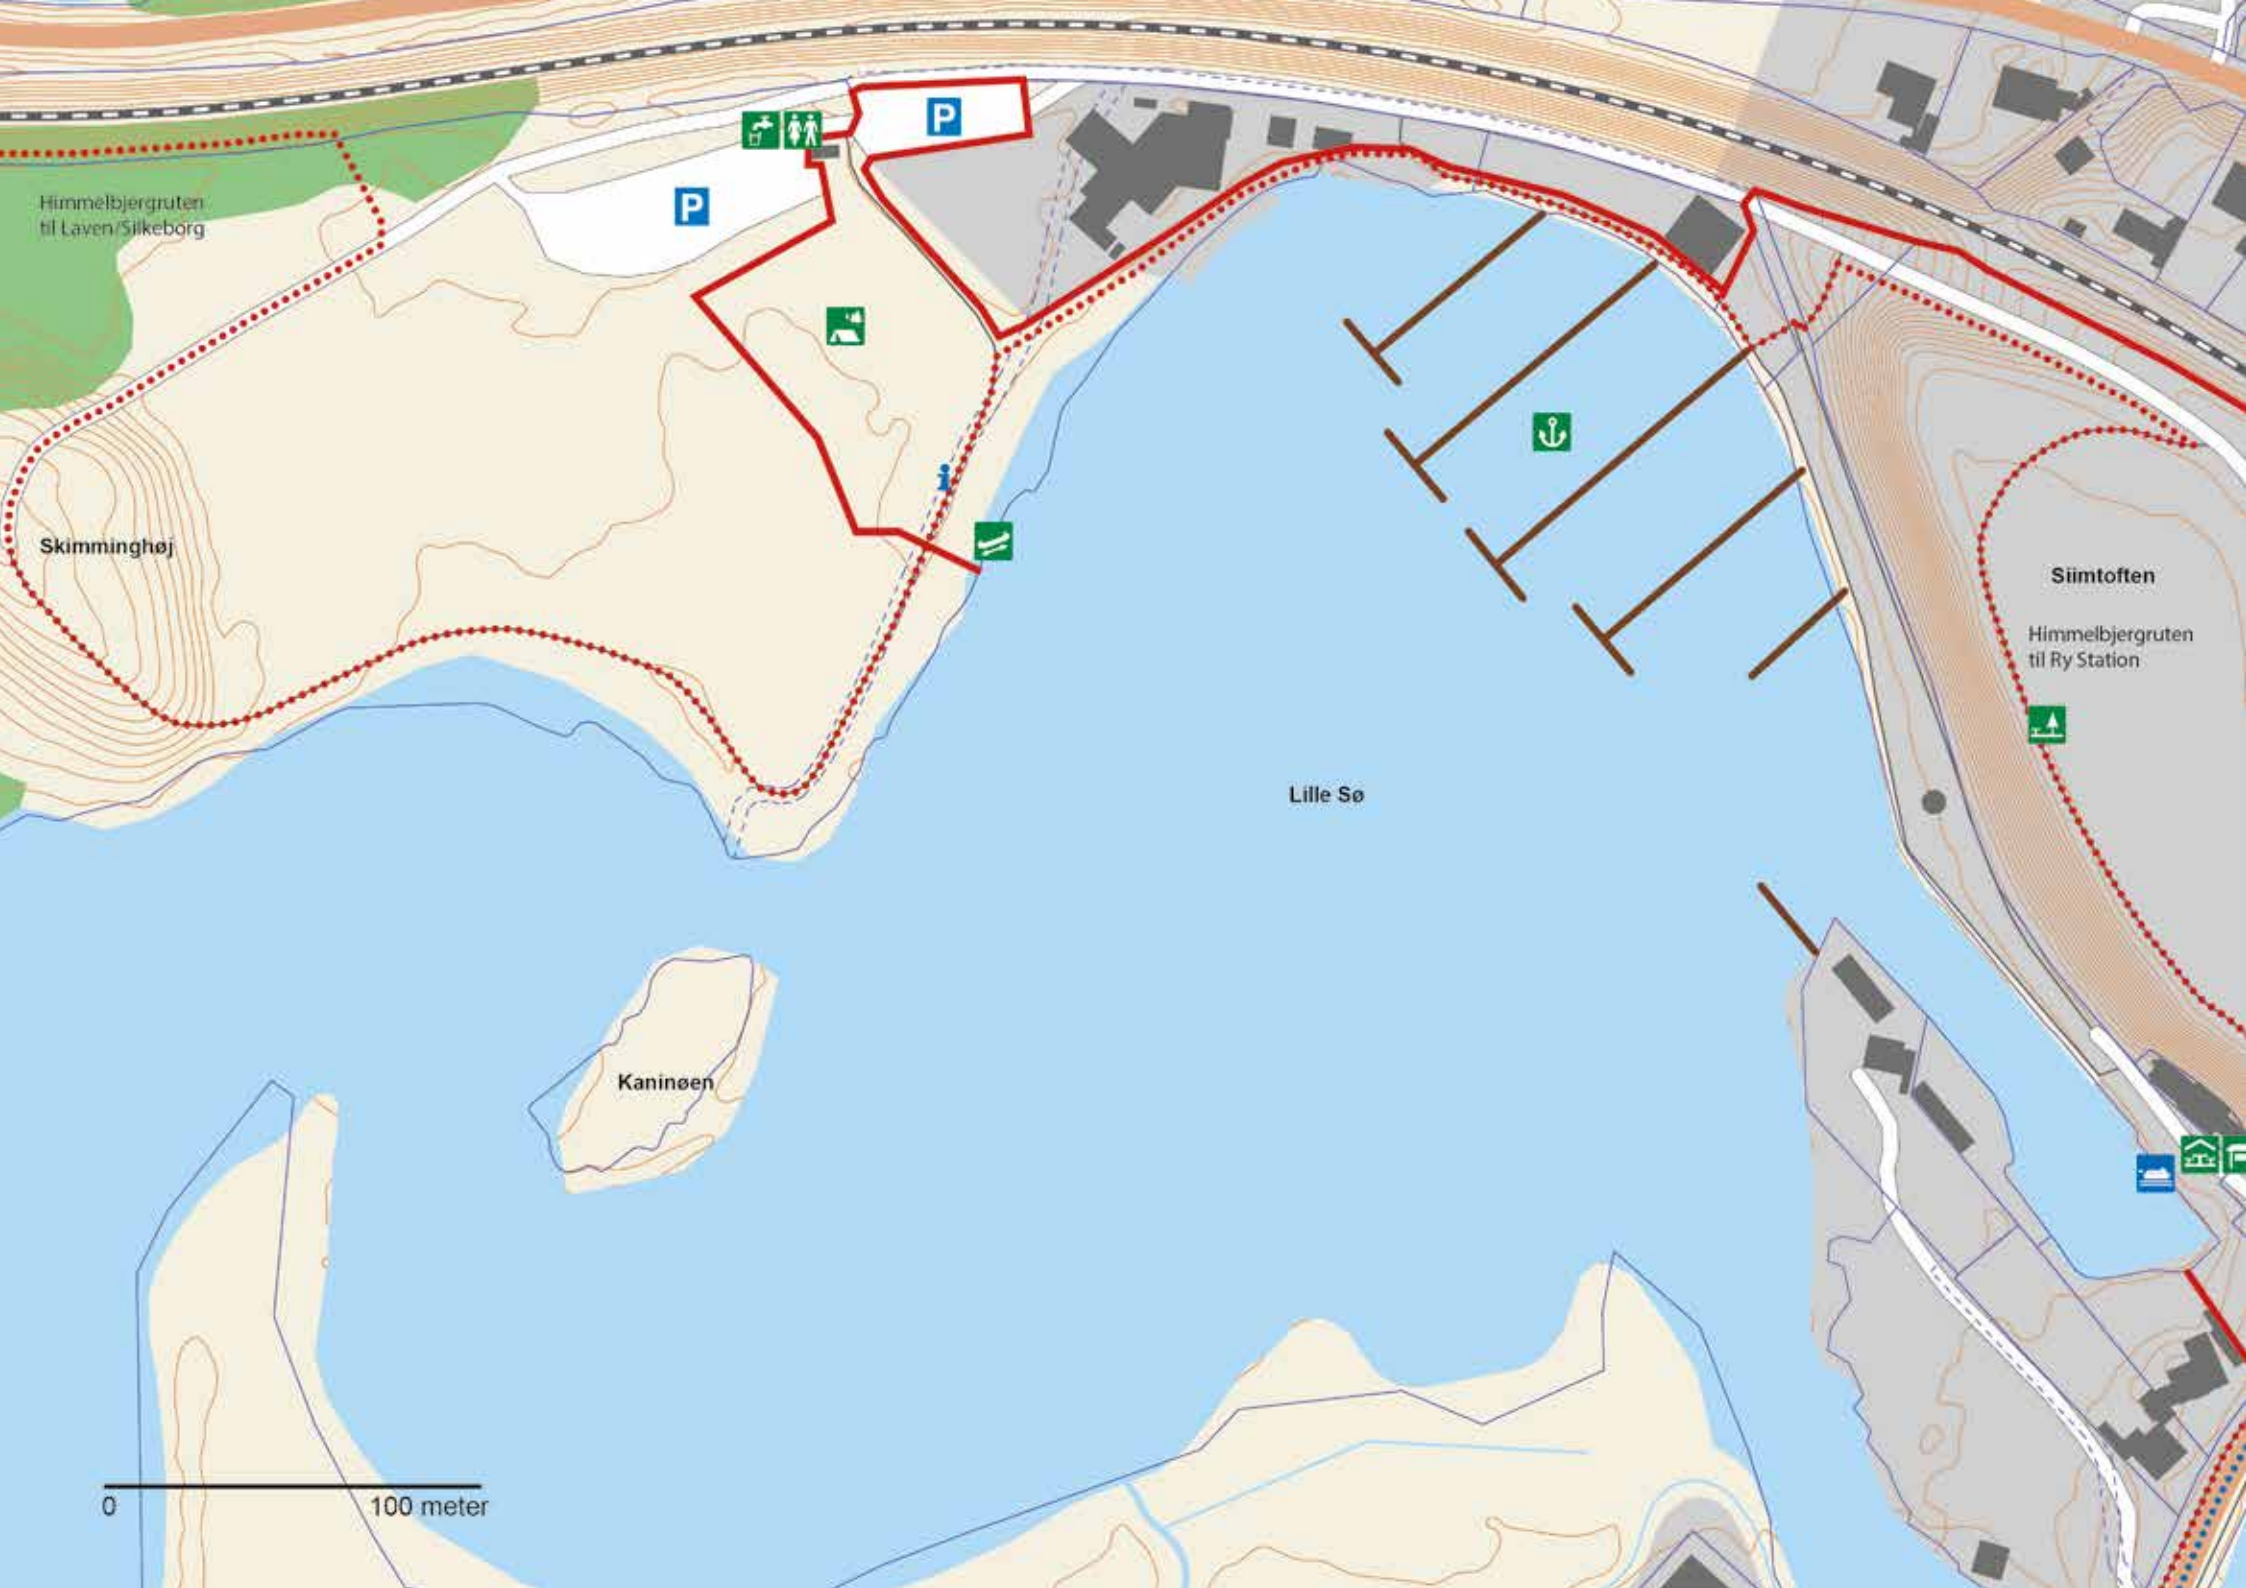 P
P
Himmelbjergruten
til Laven/Silkeborg
i
Skimminghøj
Siimtoften
Himmelbjergruten
til Ry Station
Lille Sø
Kaninøen
0 100 meter